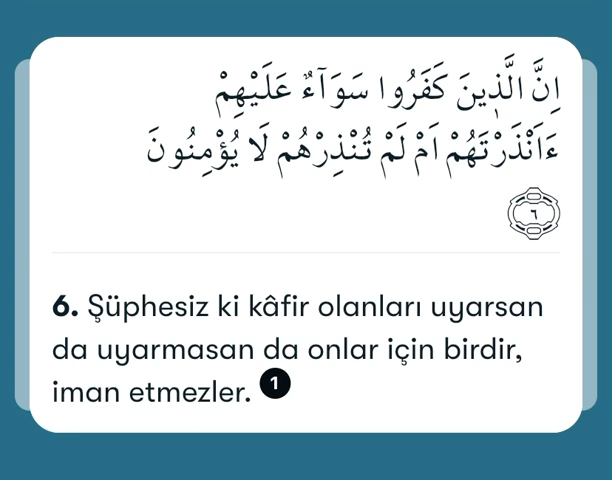 اِنَّ الَّذ۪ينَ كَفَرُوا سَوَٓاءٌ عَلَيْهِمْ
ءَاَنْذَرْتَهُمْ اَمْ لَمْ تُنْذِرْهُمْ لَا يُؤْمِنُونَ
٦
6. Şüphesiz ki kâfir olanları uyarsan
da uyarmasan da onlar için birdir,
iman etmezler. 1